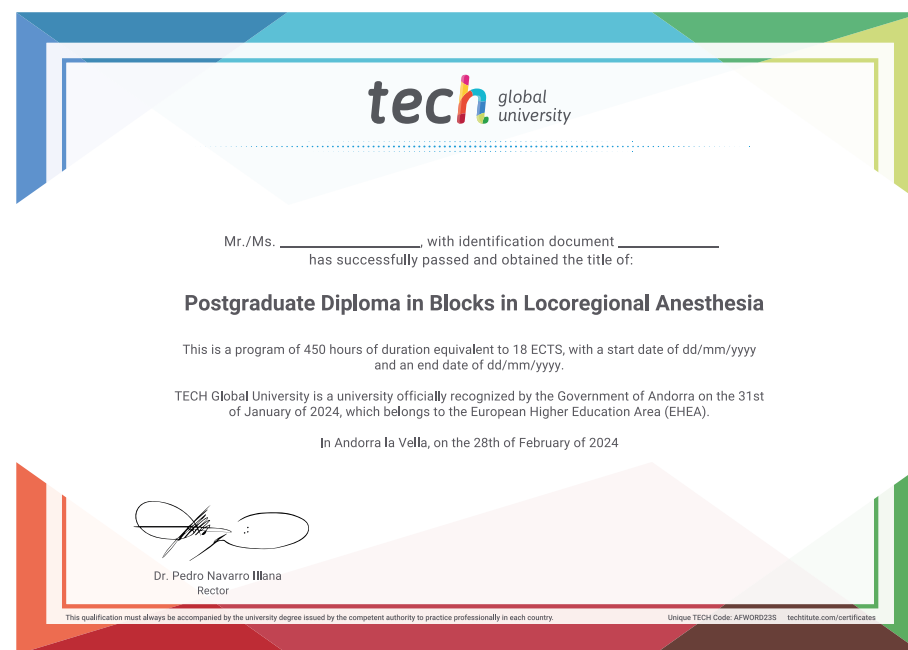 tech global university
Mr./Ms. ____________________, with identification document ______________
has successfully passed and obtained the title of:
Postgraduate Diploma in Blocks in Locoregional Anesthesia
This is a program of 450 hours of duration equivalent to 18 ECTS, with a start date of dd/mm/yyyy
and an end date of dd/mm/yyyy.
TECH Global University is a university officially recognized by the Government of Andorra on the 31st
of January of 2024, which belongs to the European Higher Education Area (EHEA).
In Andorra la Vella, on the 28th of February of 2024
Dr. Pedro Navarro Illana
Rector
This qualification must always be accompanied by the university degree issued by the competent authority to practice professionally in each country.
Unique TECH Code: AFWORD23S techtitute.com/certificates